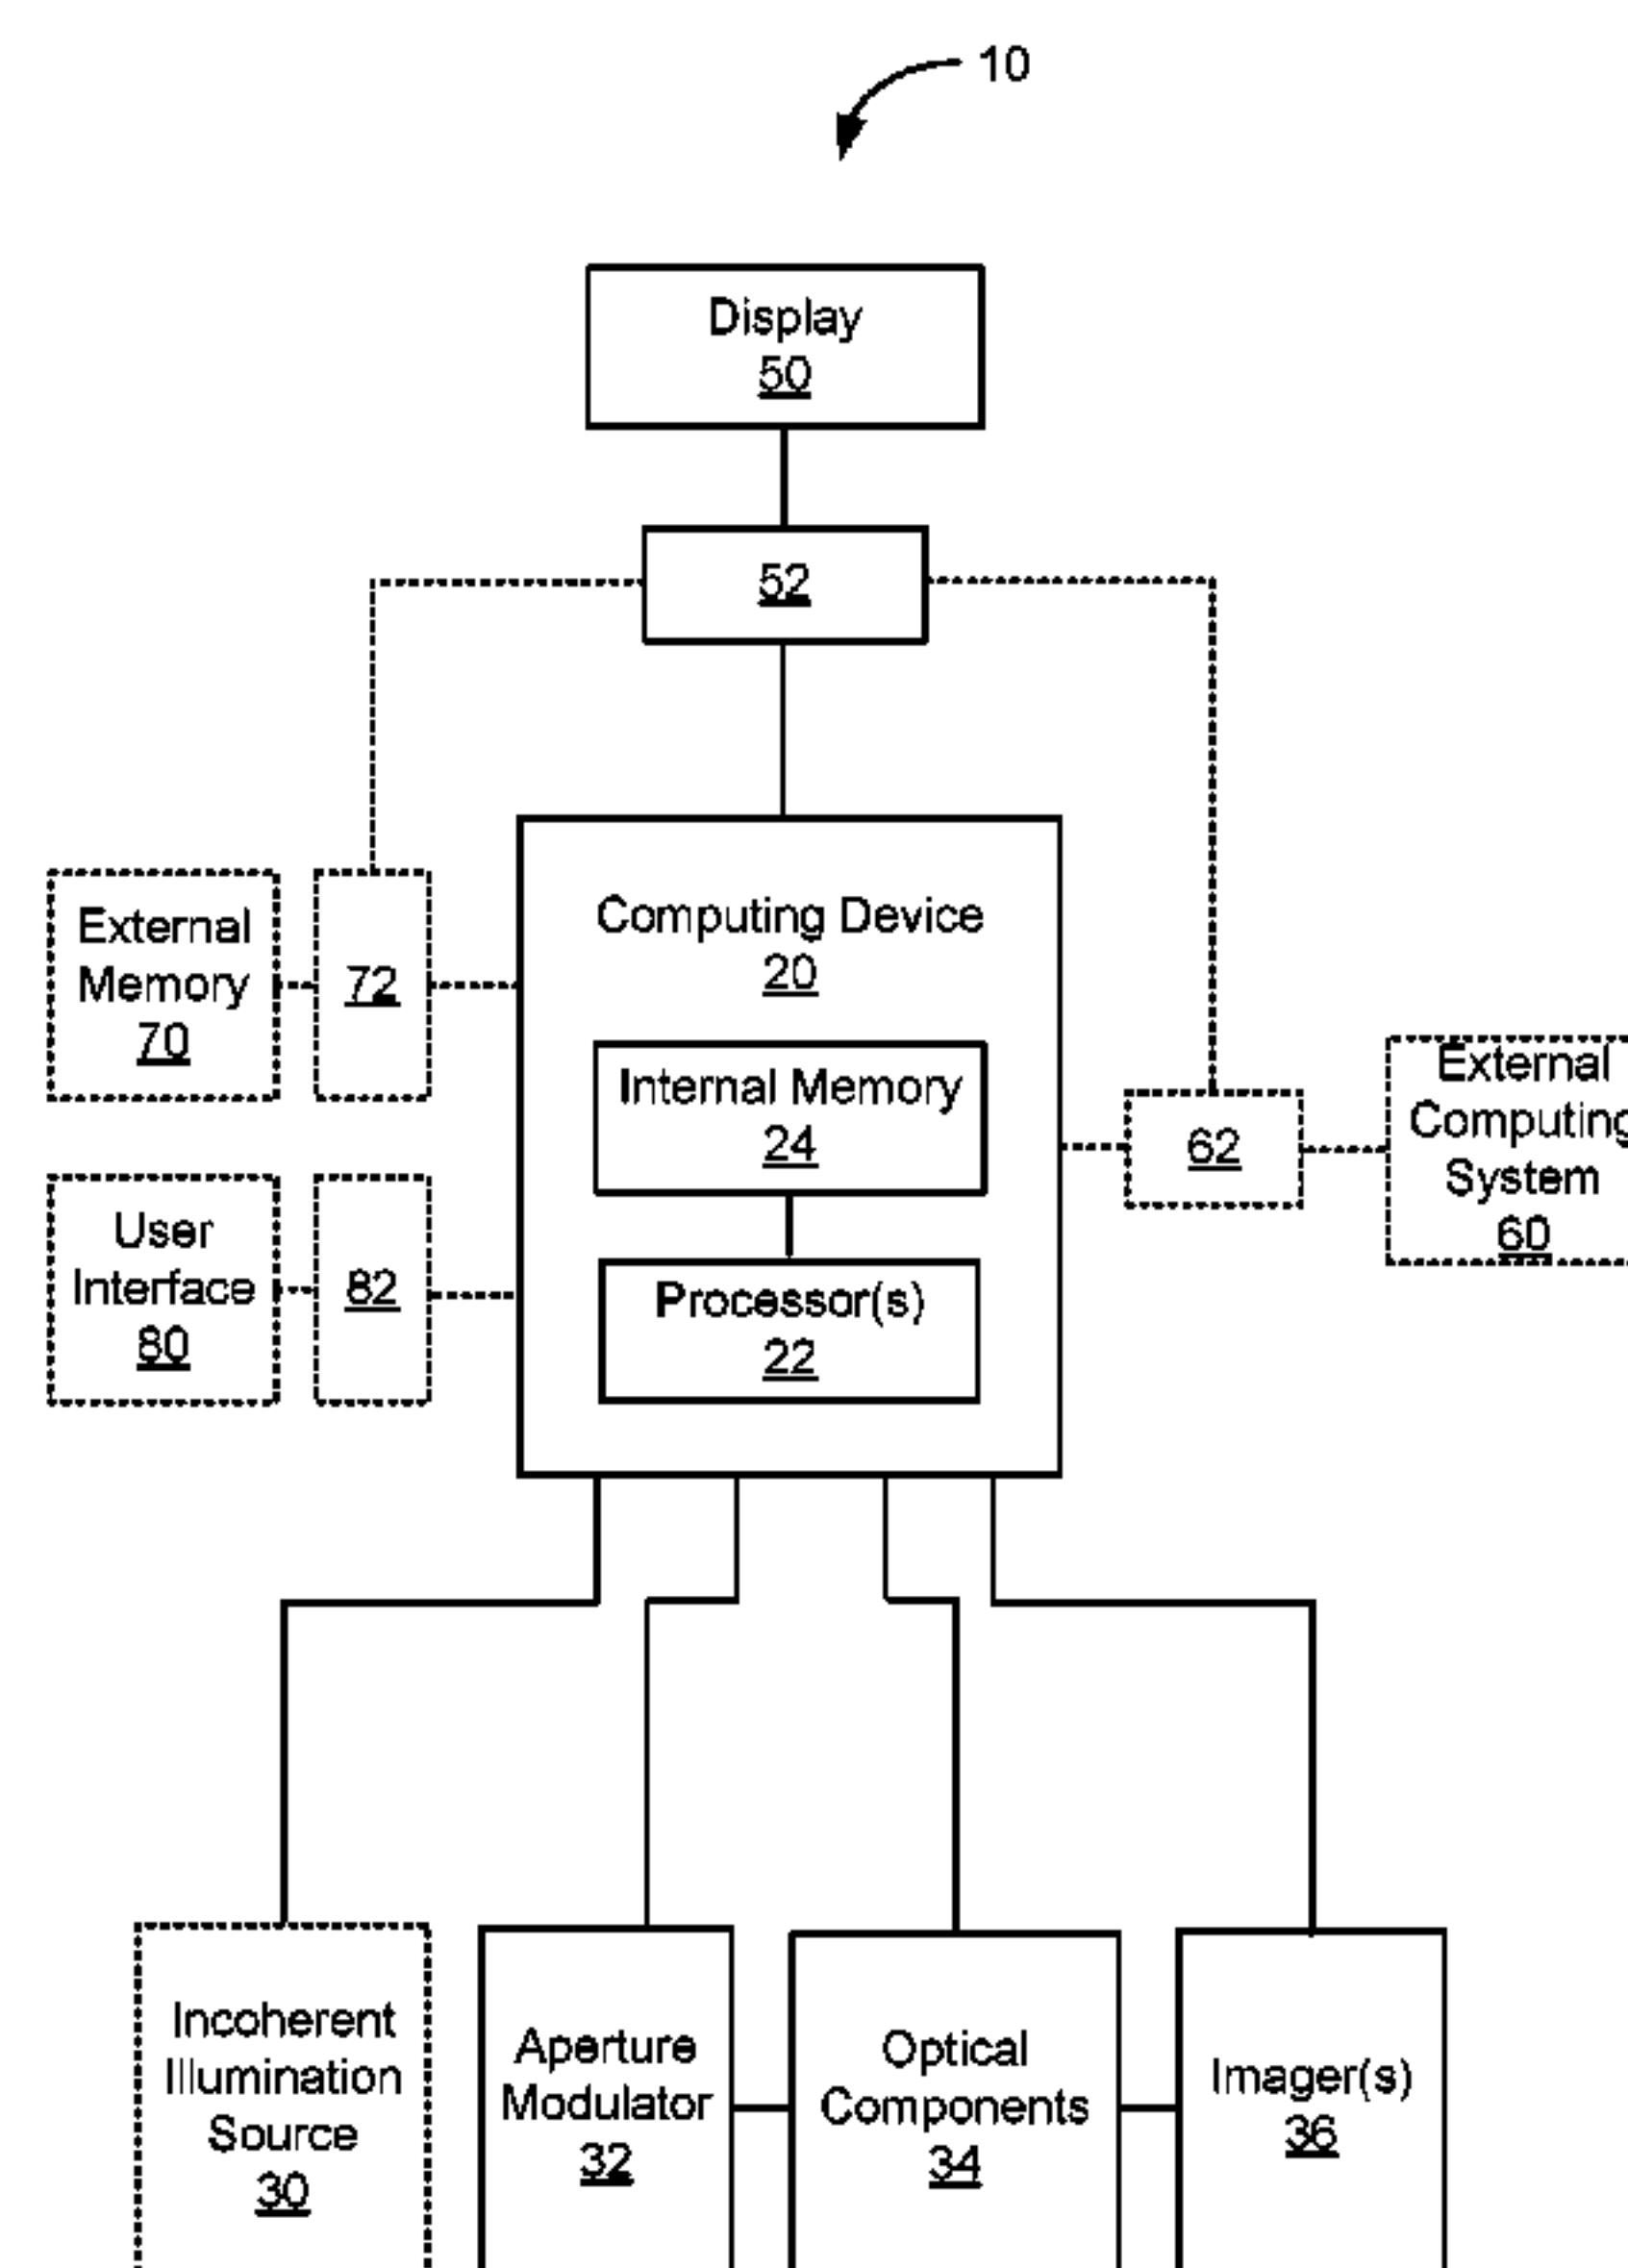 10
Display
50
52
External
Memory
70
72
Computing Device
20
Internal Memory
24
External
Computing
System
60
62
User
Interface
80
82
Processor(s)
22
Incoherent
Illumination
Source
30
Aperture
Modulator
32
Optical
Components
34
Imager(s)
36